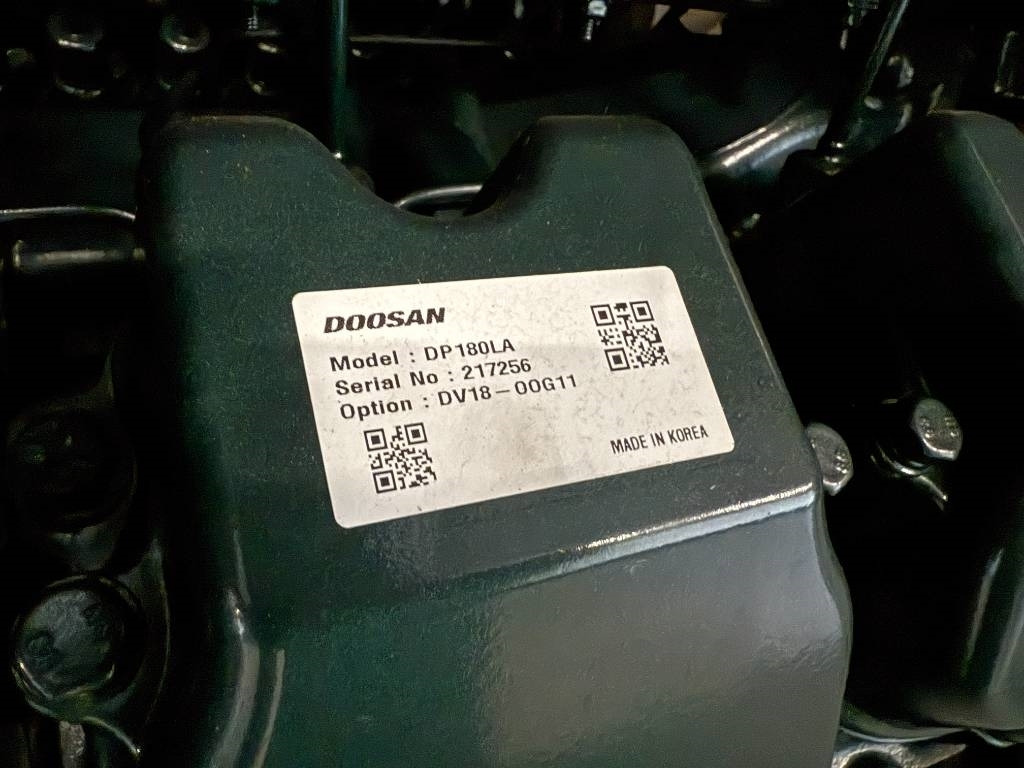 DOOSAN
Model : DP180LA
Serial No : 217256
Option : DV18-00G11
MADE IN KOREA